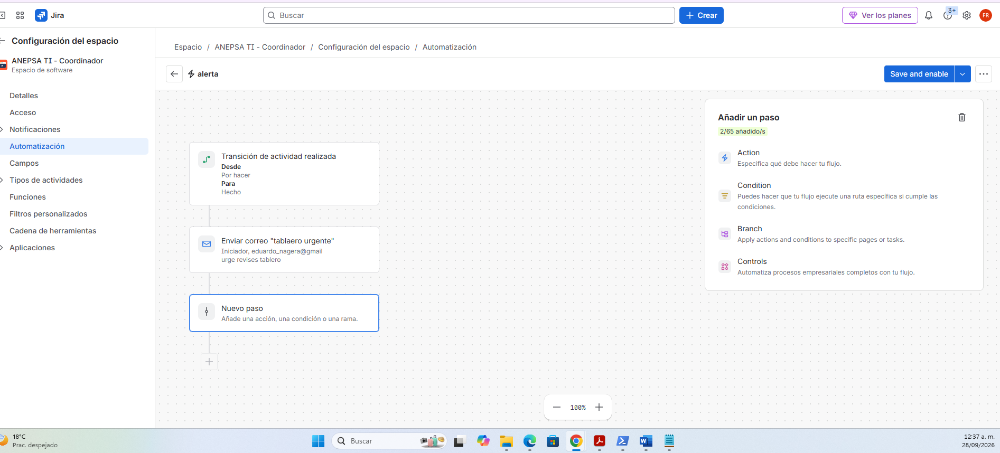 Jira
Buscar
Crear
Ver los planes
3+
FR
Configuración del espacio
ANEPSA TI - Coordinador
Espacio de software
Detalles
Acceso
Notificaciones
Automatización
Campos
Tipos de actividades
Funciones
Filtros personalizados
Cadena de herramientas
Aplicaciones
Espacio / ANEPSA TI - Coordinador / Configuración del espacio / Automatización
alerta
Save and enable
Transición de actividad realizada
Desde
Por hacer
Para
Hecho
Enviar correo "tablaero urgente"
Iniciador, eduardo_nagera@gmail
urge revises tablero
Nuevo paso
Añade una acción, una condición o una rama.
Añadir un paso
2/65 añadido/s
Action
Especifica qué debe hacer tu flujo.
Condition
Puedes hacer que tu flujo ejecute una ruta específica si cumple las
condiciones.
Branch
Apply actions and conditions to specific pages or tasks.
Controls
Automatiza procesos empresariales completos con tu flujo.
100%
18°C
Prac. despejado
Buscar
12:37 a. m.
28/09/2026